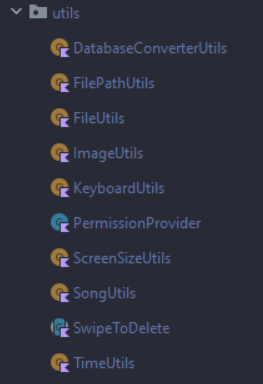 utils
DatabaseConverterUtils
FilePathUtils
FileUtils
ImageUtils
KeyboardUtils
PermissionProvider
ScreenSizeUtils
SongUtils
SwipeToDelete
TimeUtils